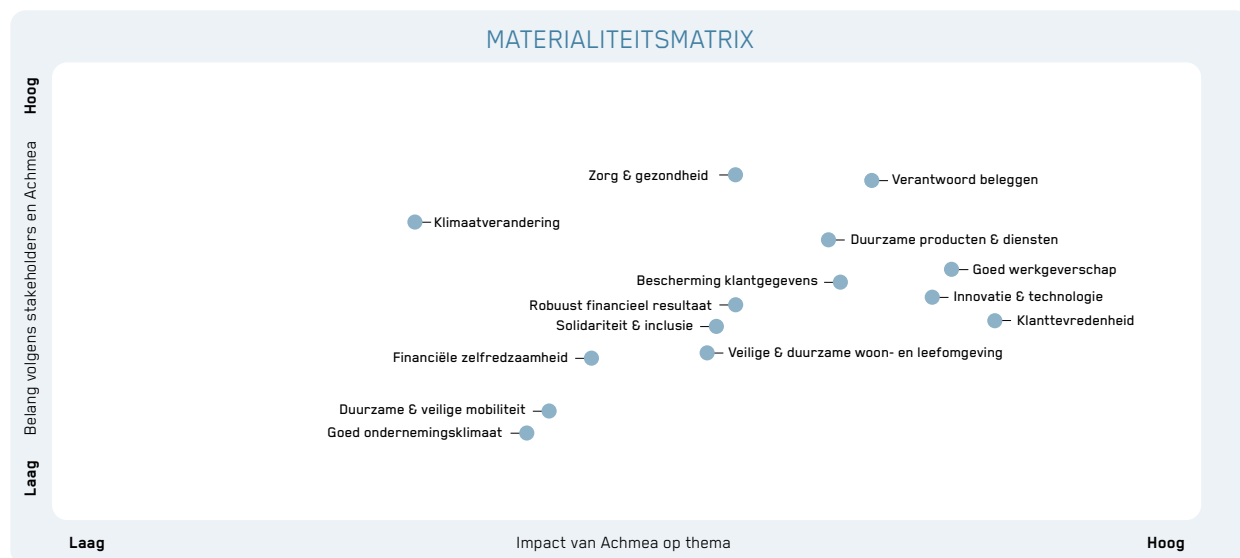 MATERIALITEITSMATRIX
Hoog
Belang volgens stakeholders en Achmea
Laag
Zorg & gezondheid
Verantwoord beleggen
Klimaatverandering
Duurzame producten & diensten
Goed werkgeverschap
Bescherming klantgegevens
Innovatie & technologie
Robuust financieel resultaat
Klanttevredenheid
Solidariteit & inclusie
Veilige & duurzame woon- en leefomgeving
Financiële zelfredzaamheid
Duurzame & veilige mobiliteit
Goed ondernemingsklimaat
Laag
Impact van Achmea op thema
Hoog